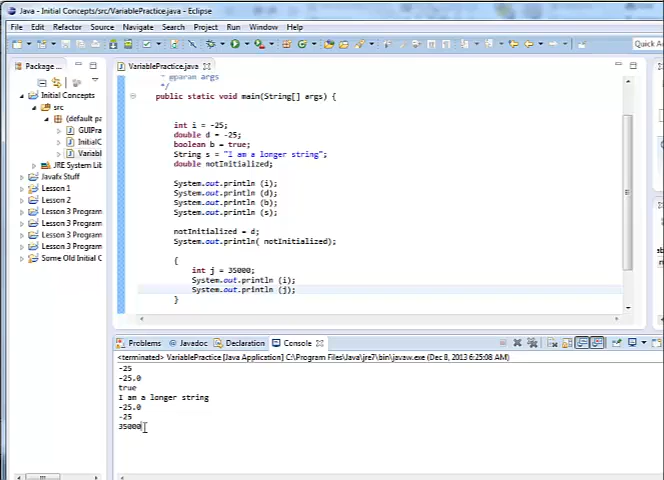 Java - Initial Concepts/src/VariablePractice.java - Eclipse
File Edit Refactor Source Navigate Search Project Run Window Help
Quick A
Package ...
VariablePractice.java
Initial Concepts
src
(default pa
GUIPra
InitialC
Variabl
JRE System Lib
Javafx Stuff
Lesson 1
Lesson 2
Lesson 3 Program
Lesson 3 Program
Lesson 3 Program
Lesson 3 Program
Some Old Initial C
* @param args
*/
public static void main(String[] args) {
int i = -25;
double d = -25;
boolean b = true;
String s = "I am a longer string";
double notInitialized;
System.out.println (i);
System.out.println (d);
System.out.println (b);
System.out.println (s);
notInitialized = d;
System.out.println( notInitialized);
{
int j = 35000;
System.out.println (i);
System.out.println (j);
}
Problems @ Javadoc Declaration Console
<terminated> VariablePractice [Java Application] C:\Program Files\Java\jre7\bin\javaw.exe (Dec 8, 2013 6:25:08 AM)
-25
-25.0
true
I am a longer string
-25.0
-25
35000